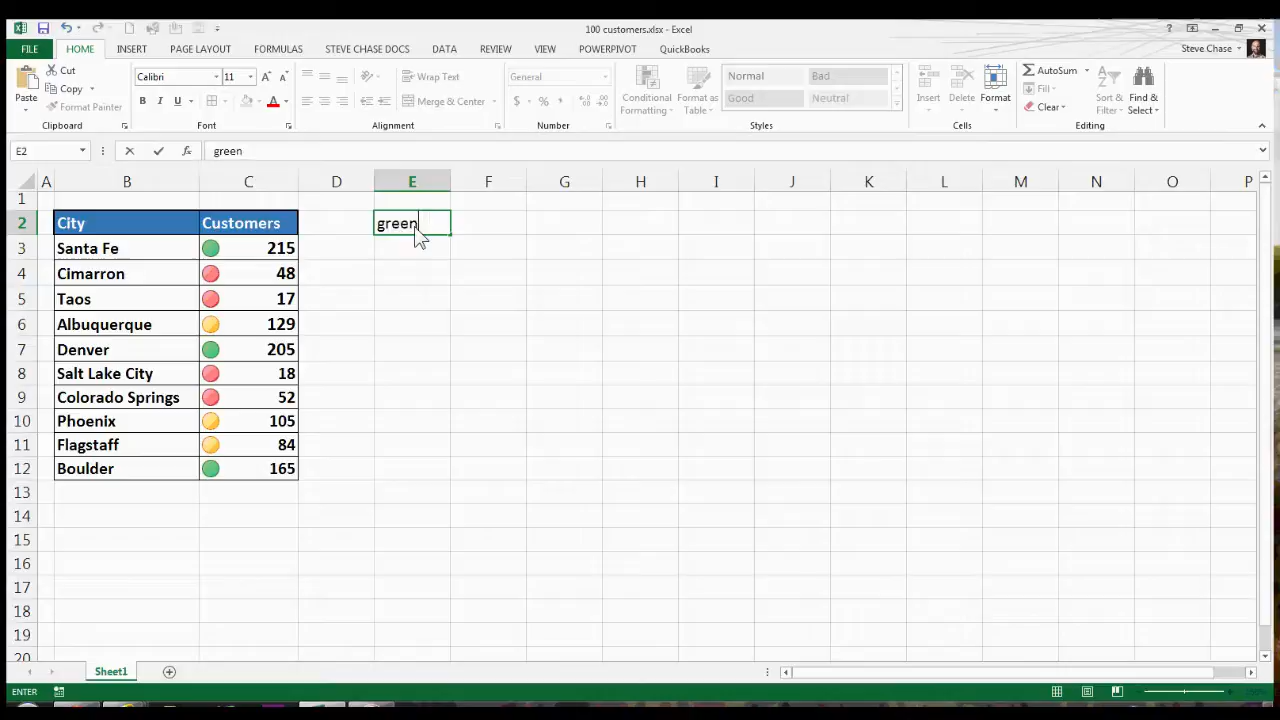 100 customers.xlsx - Excel
FILE HOME INSERT PAGE LAYOUT FORMULAS STEVE CHASE DOCS DATA REVIEW VIEW POWERPIVOT QuickBooks Steve Chase
Paste Cut Copy Format Painter
Calibri 11 B I U A
Wrap Text
Merge & Center
General
$ % ,
Conditional Formatting
Format as Table
Normal Bad
Good Neutral
Insert Delete Format
AutoSum
Fill
Clear
Sort & Filter
Find & Select
Clipboard Font Alignment Number Styles Cells Editing
E2 fx green
A B C D E F G H I J K L M N O P
1
2 City Customers green
3 Santa Fe 215
4 Cimarron 48
5 Taos 17
6 Albuquerque 129
7 Denver 205
8 Salt Lake City 18
9 Colorado Springs 52
10 Phoenix 105
11 Flagstaff 84
12 Boulder 165
13
14
15
16
17
18
19
20
Sheet1
ENTER